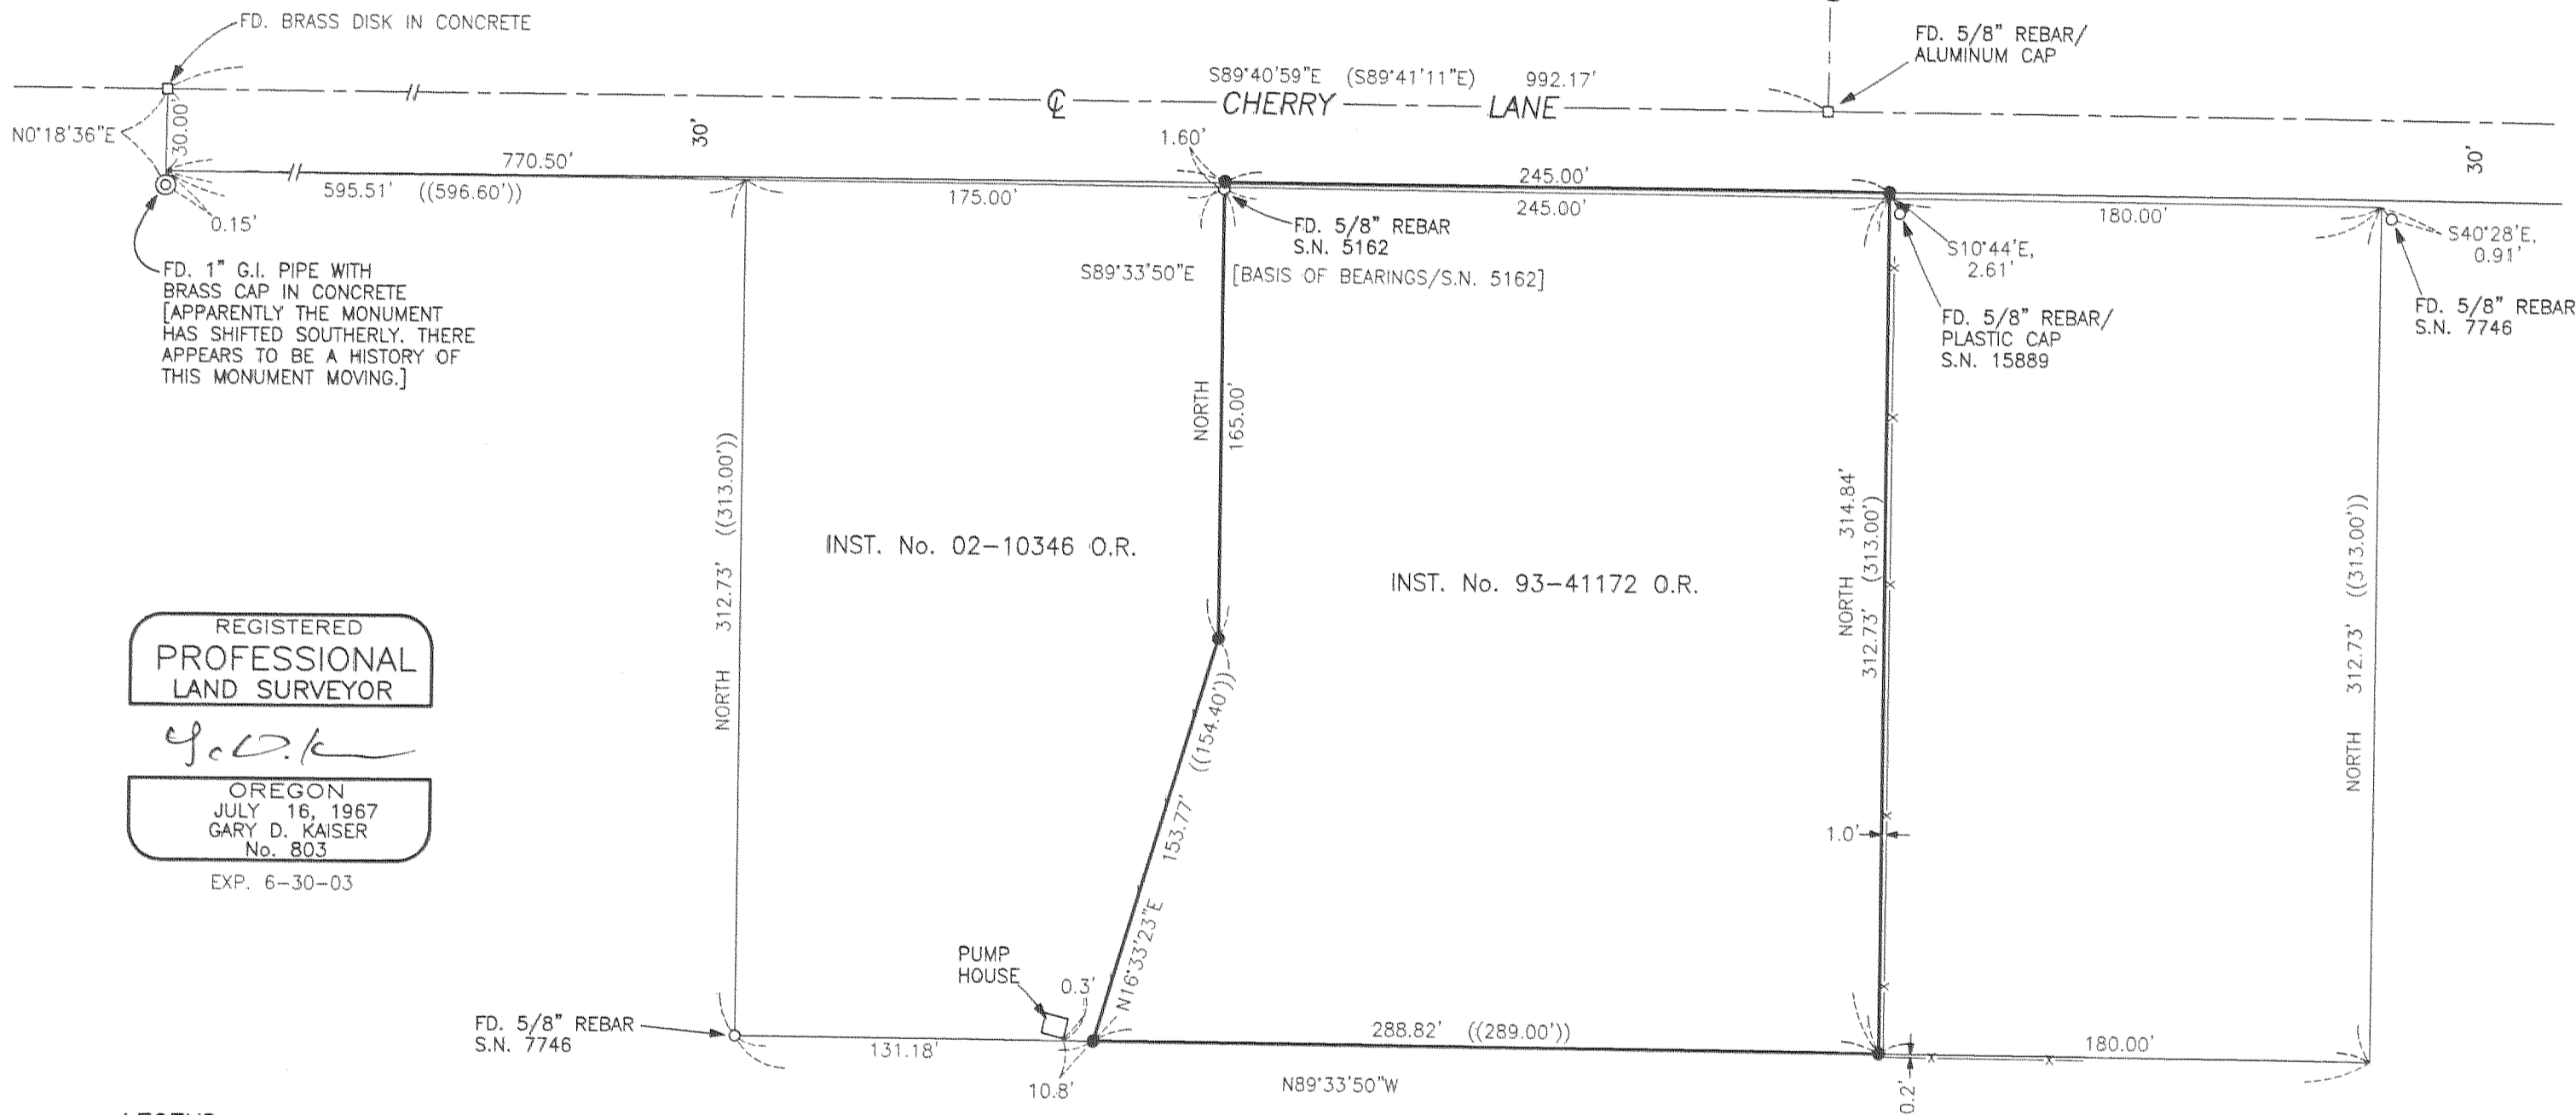 FD. BRASS DISK IN CONCRETE
FD. 5/8" REBAR/
ALUMINUM CAP
S89°40'59"E (S89°41'11"E) 992.17'
℄ CHERRY LANE
N0°18'36"E
30.00'
30'
30'
1.60'
770.50'
595.51' ((596.60'))
175.00'
245.00'
245.00'
180.00'
0.15'
FD. 5/8" REBAR
S.N. 5162
S89°33'50"E [BASIS OF BEARINGS/S.N. 5162]
S10°44'E,
2.61'
S40°28'E,
0.91'
FD. 1" G.I. PIPE WITH
BRASS CAP IN CONCRETE
[APPARENTLY THE MONUMENT
HAS SHIFTED SOUTHERLY. THERE
APPEARS TO BE A HISTORY OF
THIS MONUMENT MOVING.]
FD. 5/8" REBAR/
PLASTIC CAP
S.N. 15889
FD. 5/8" REBAR
S.N. 7746
NORTH 312.73' ((313.00'))
NORTH
165.00'
NORTH 314.84'
312.73' (313.00')
NORTH 312.73' ((313.00'))
INST. No. 02-10346 O.R.
INST. No. 93-41172 O.R.
REGISTERED
PROFESSIONAL
LAND SURVEYOR
OREGON
JULY 16, 1967
GARY D. KAISER
No. 803
EXP. 6-30-03
N16°33'23"E 153.77' ((154.40'))
1.0'
PUMP
HOUSE
0.3'
FD. 5/8" REBAR
S.N. 7746
131.18'
288.82' ((289.00'))
180.00'
10.8'
N89°33'50"W
0.2'